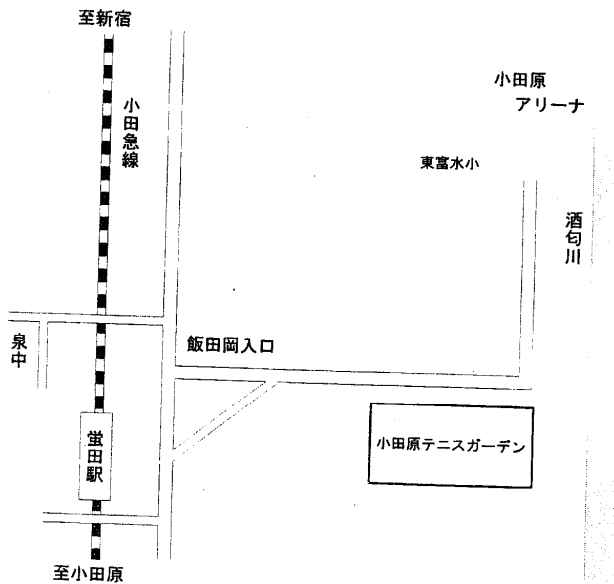 至新宿
小田急線
小田原
アリーナ
東富水小
酒匂川
泉中
飯田岡入口
蛍田駅
小田原テニスガーデン
至小田原